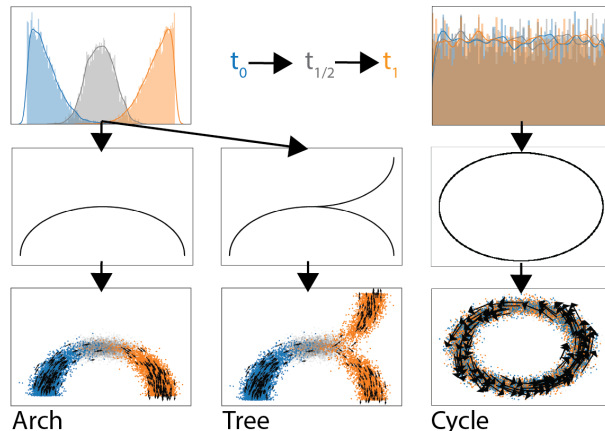 t₀ t₁/₂ t₁
Arch
Tree
Cycle